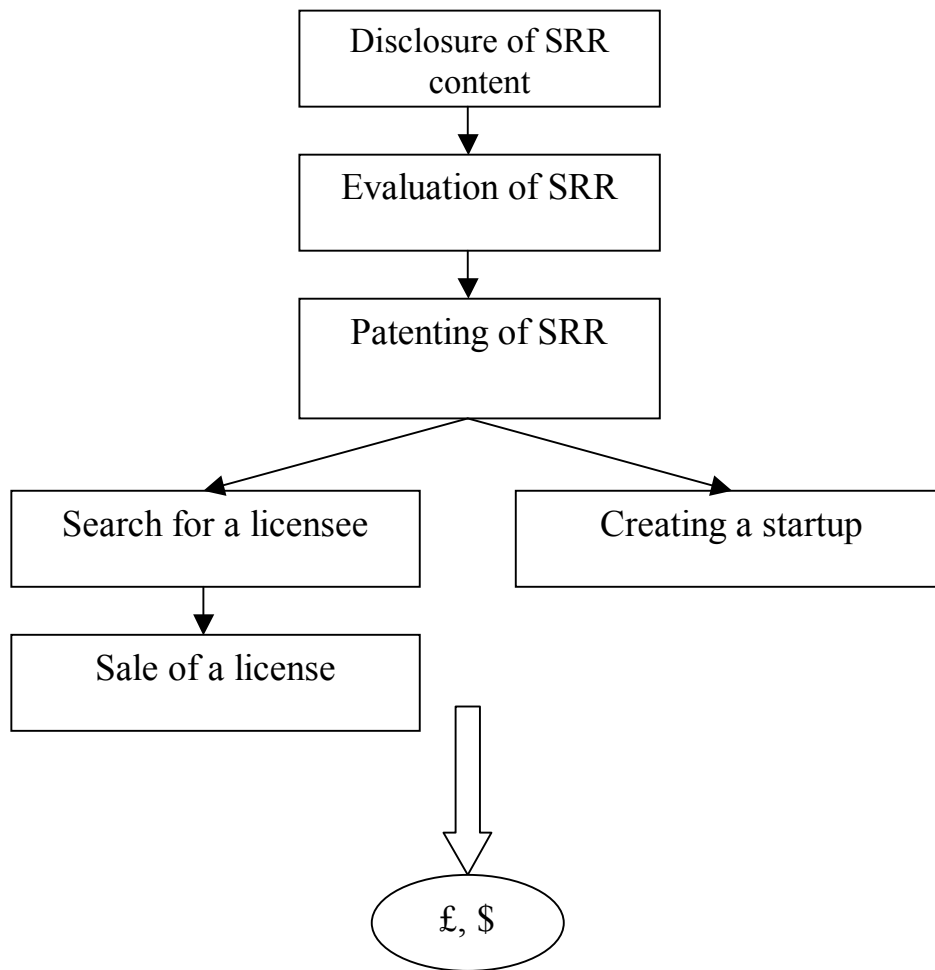 Disclosure of SRR
content
Evaluation of SRR
Patenting of SRR
Search for a licensee
Creating a startup
Sale of a license
£, $